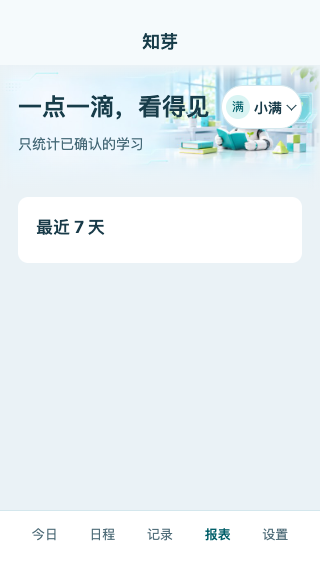 知芽
一点一滴，看得见
满 小满
只统计已确认的学习
最近 7 天
今日 日程 记录 报表 设置